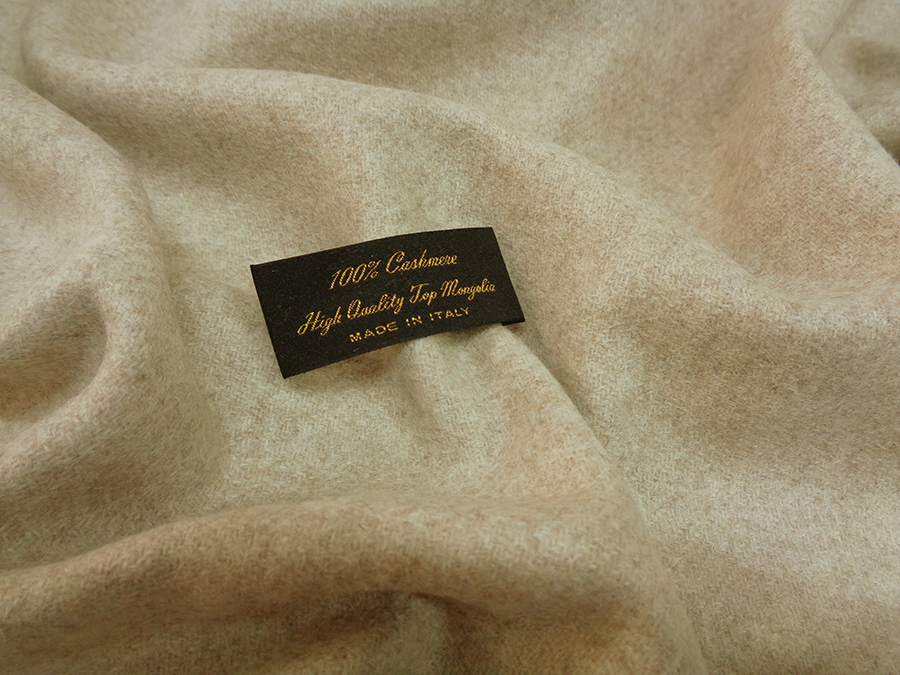 100% Cashmere
High Quality Top Mongolia
MADE IN ITALY